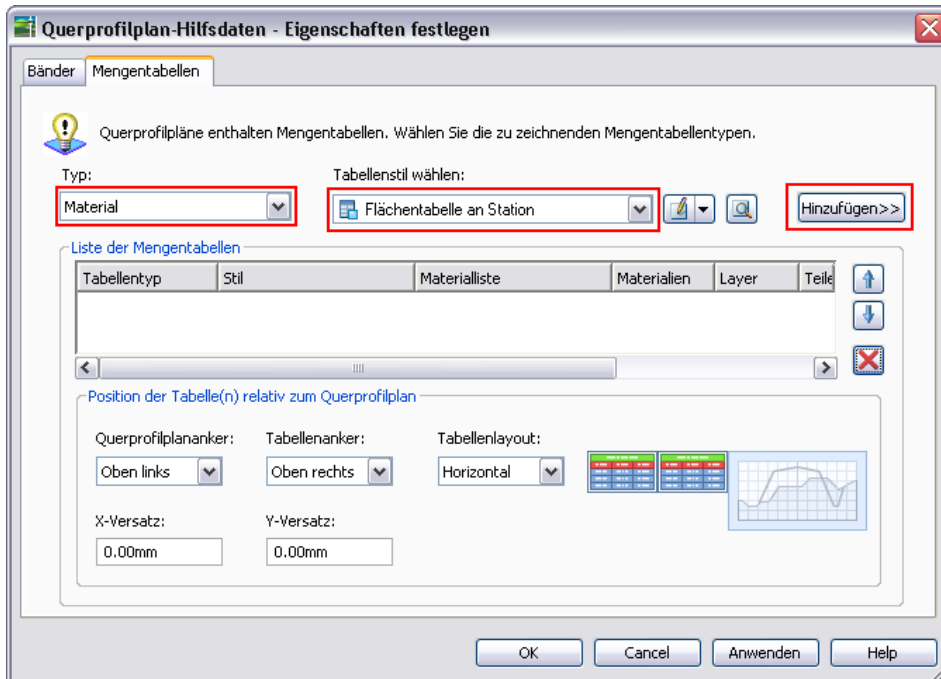 Querprofilplan-Hilfsdaten - Eigenschaften festlegen
Bänder Mengentabellen
Querprofilpläne enthalten Mengentabellen. Wählen Sie die zu zeichnenden Mengentabellentypen.
Typ: Tabellenstil wählen:
Material Flächentabelle an Station Hinzufügen>>
Liste der Mengentabellen
Tabellentyp Stil Materialliste Materialien Layer Teile
Position der Tabelle(n) relativ zum Querprofilplan
Querprofilplananker: Tabellenanker: Tabellenlayout:
Oben links Oben rechts Horizontal
X-Versatz: Y-Versatz:
0.00mm 0.00mm
OK Cancel Anwenden Help